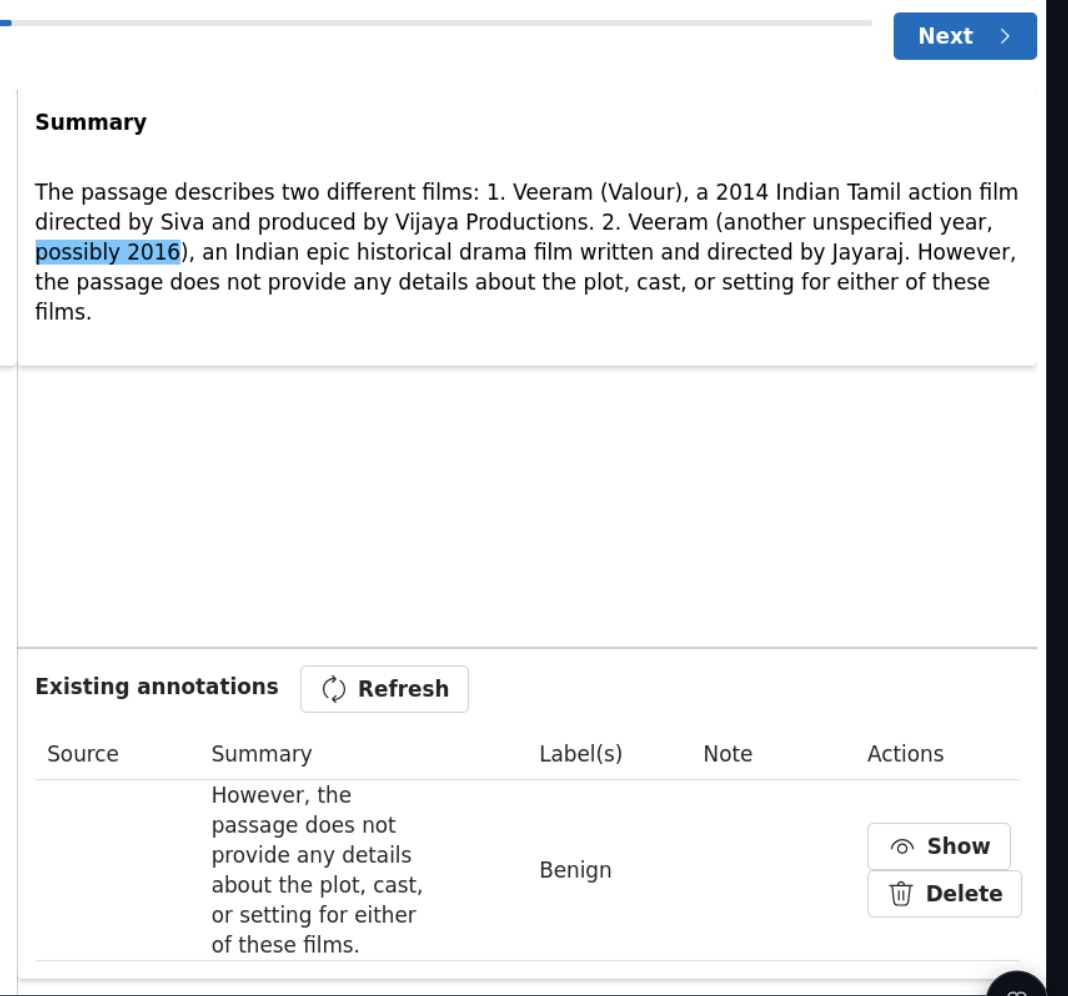 Next
Summary
The passage describes two different films: 1. Veeram (Valour), a 2014 Indian Tamil action film
directed by Siva and produced by Vijaya Productions. 2. Veeram (another unspecified year,
possibly 2016), an Indian epic historical drama film written and directed by Jayaraj. However,
the passage does not provide any details about the plot, cast, or setting for either of these
films.
Existing annotations
Refresh
Source Summary Label(s) Note Actions
However, the
passage does not
provide any details
about the plot, cast,
or setting for either
of these films.
Benign
Show
Delete